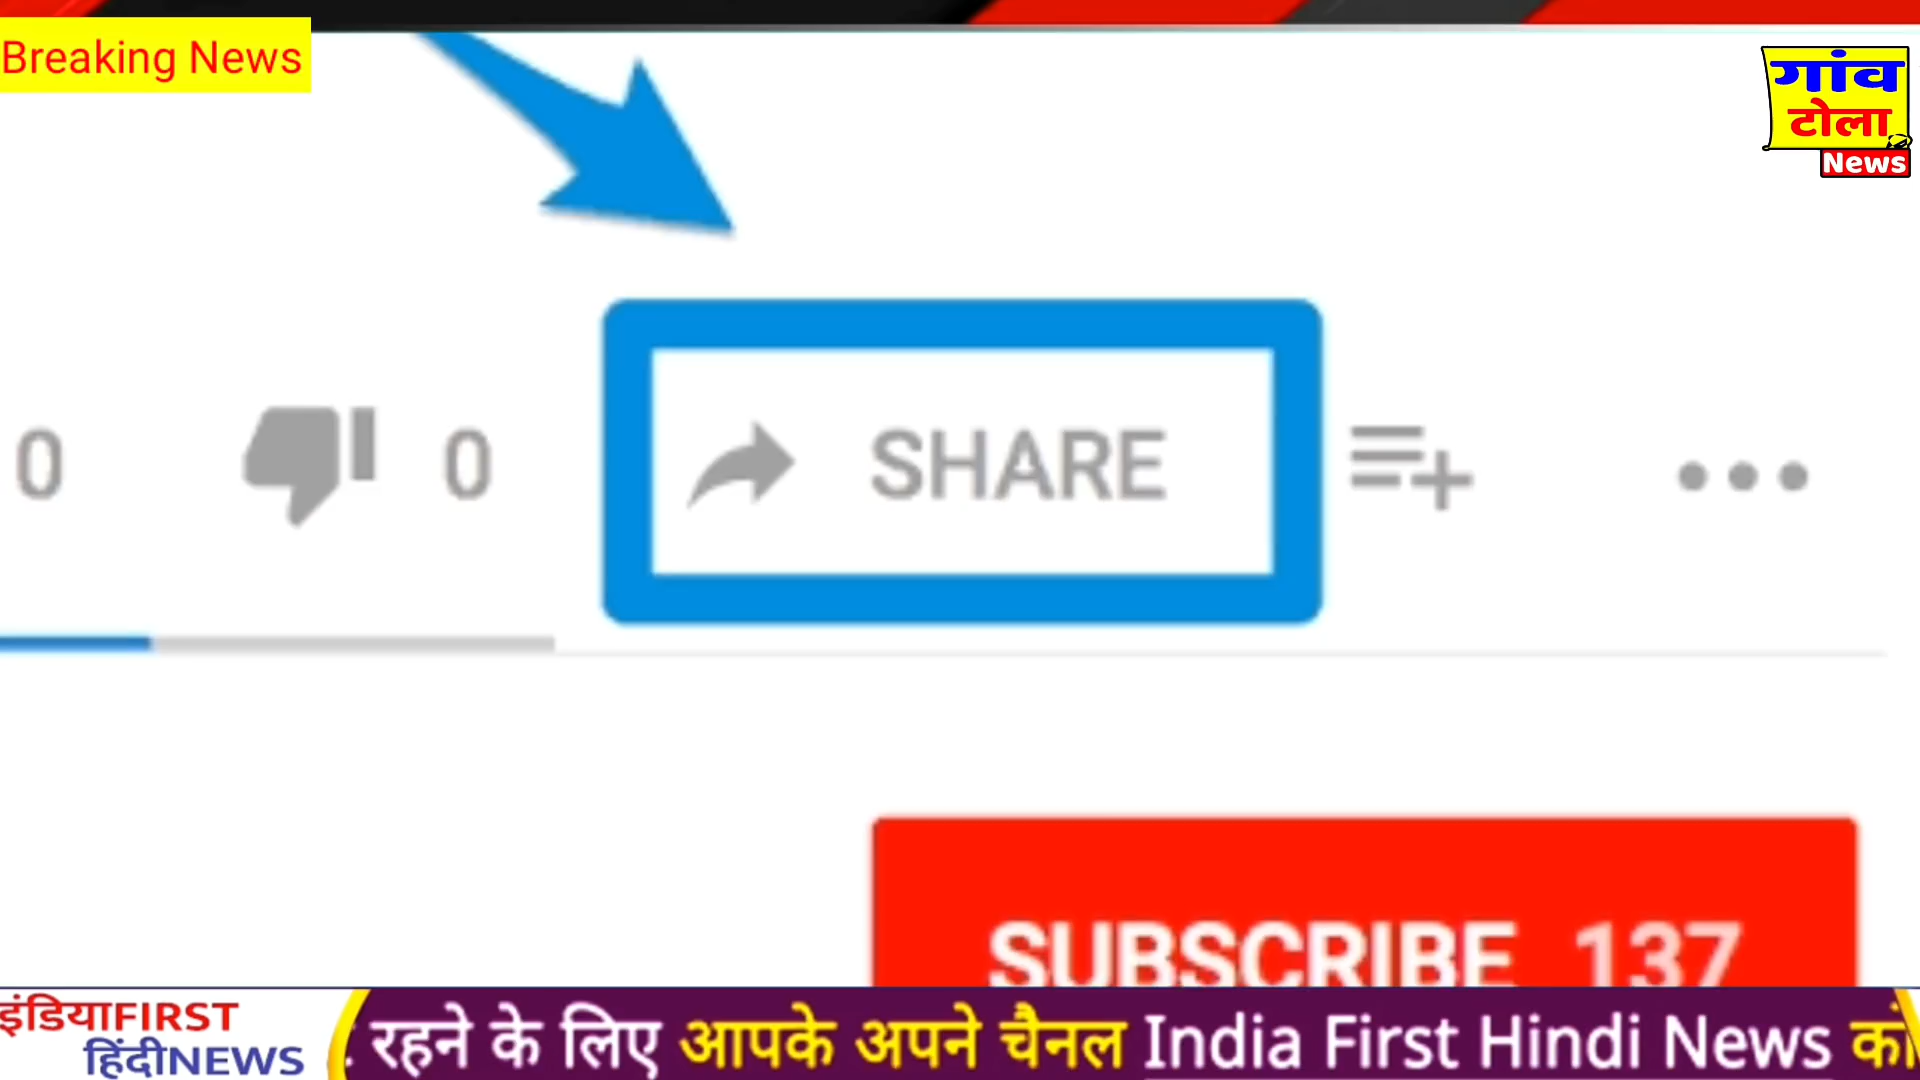 Breaking News
गांव
टोला
News
0
0
SHARE
SUBSCRIBE 137
इंडियाFIRST
हिंदीNEWS
रहने के लिए आपके अपने चैनल India First Hindi News को